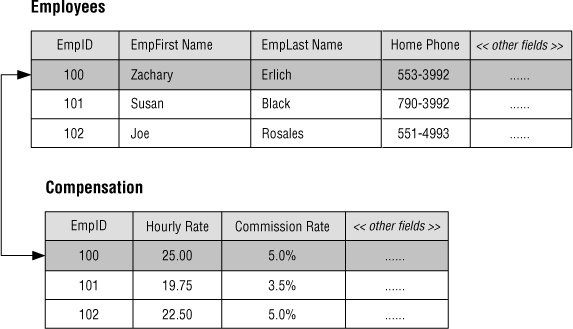 Employees
EmpID EmpFirst Name EmpLast Name Home Phone << other fields >>
100 Zachary Erlich 553-3992 ......
101 Susan Black 790-3992 ......
102 Joe Rosales 551-4993 ......
Compensation
EmpID Hourly Rate Commission Rate << other fields >>
100 25.00 5.0% ......
101 19.75 3.5% ......
102 22.50 5.0% ......